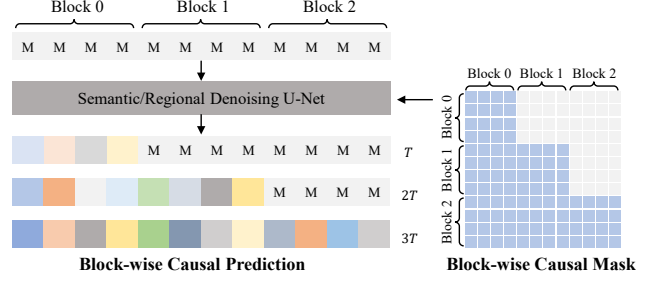 Block 0 Block 1 Block 2
M M M M M M M M M M M M
Semantic/Regional Denoising U-Net
M M M M M M M M T
M M M M 2T
3T
Block-wise Causal Prediction
Block 0 Block 1 Block 2
Block 0
Block 1
Block 2
Block-wise Causal Mask